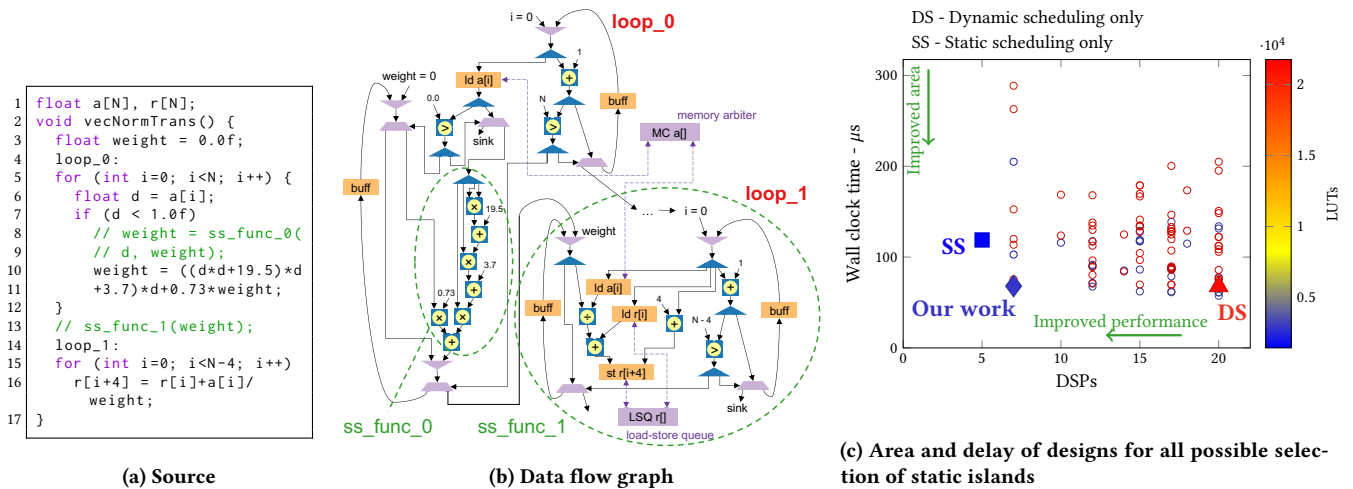 1 float a[N], r[N];
2 void vecNormTrans() {
3 float weight = 0.0f;
4 loop_0:
5 for (int i=0; i<N; i++) {
6 float d = a[i];
7 if (d < 1.0f)
8 // weight = ss_func_0(
9 // d, weight);
10 weight = ((d*d+19.5)*d
11 +3.7)*d+0.73*weight;
12 }
13 // ss_func_1(weight);
14 loop_1:
15 for (int i=0; i<N-4; i++)
16 r[i+4] = r[i]+a[i]/
weight;
17 }
(a) Source
i = 0
loop_0
weight = 0
1
+
ld a[i]
0.0
>
sink
N
>
buff
memory arbiter
MC a[]
buff
×
19.5
+
×
3.7
+
0.73
×
×
+
ss_func_0
loop_1
...
i = 0
weight
1
+
ld a[i]
buff
ld r[i]
4
+
÷
+
N - 4
>
buff
st r[i+4]
sink
LSQ r[]
load-store queue
ss_func_1
(b) Data flow graph
DS - Dynamic scheduling only
SS - Static scheduling only
·10⁴
Wall clock time - μs
300
200
100
0
Improved area
SS
Our work
DS
Improved performance
0 5 10 15 20
DSPs
2
1.5
1
0.5
LUTs
(c) Area and delay of designs for all possible selec-
tion of static islands